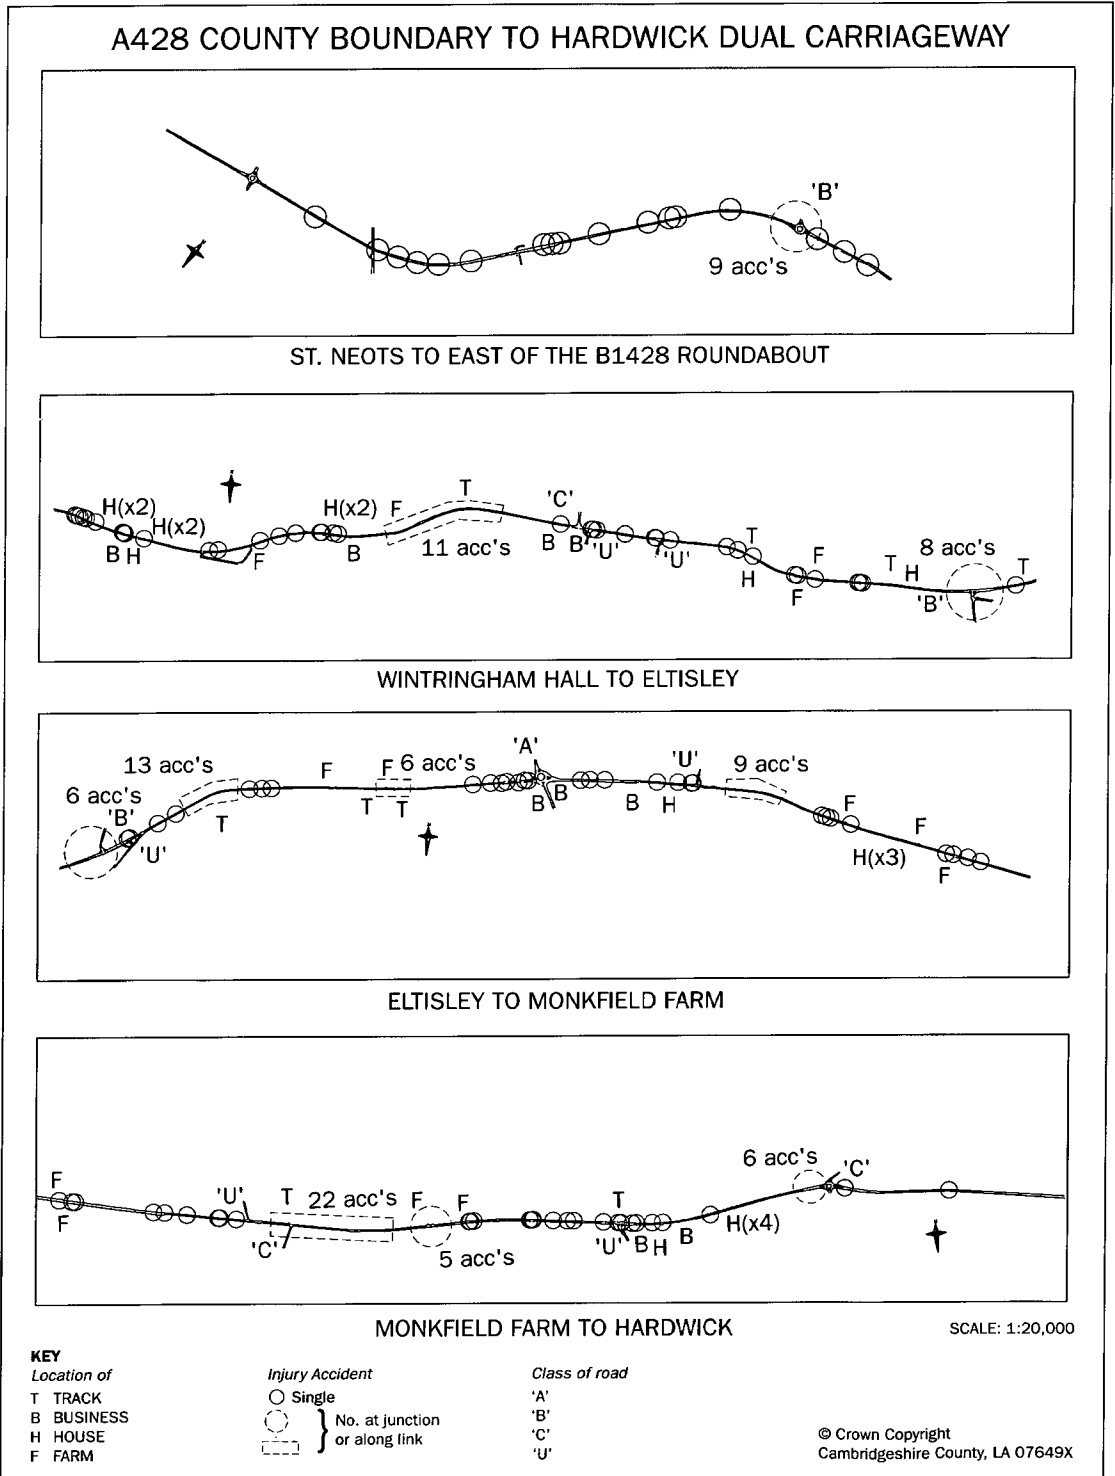 A428 COUNTY BOUNDARY TO HARDWICK DUAL CARRIAGEWAY
'B'
9 acc's
ST. NEOTS TO EAST OF THE B1428 ROUNDABOUT
H(x2)
H(x2)
B H
F
H(x2)
B
F
T
11 acc's
'C'
B
B
'U'
'U'
T
H
F
F
T
H
8 acc's
'B'
T
WINTRINGHAM HALL TO ELTISLEY
6 acc's
'B'
'U'
13 acc's
T
F
F
6 acc's
T
T
'A'
B
B
B
H
'U'
9 acc's
F
H(x3)
F
F
ELTISLEY TO MONKFIELD FARM
F
F
'U'
T
22 acc's
'C'
F
5 acc's
F
T
'U'
B H
B
H(x4)
6 acc's
'C'
MONKFIELD FARM TO HARDWICK
SCALE: 1:20,000
KEY
Location of
T TRACK
B BUSINESS
H HOUSE
F FARM
Injury Accident
Single
No. at junction
or along link
Class of road
'A'
'B'
'C'
'U'
© Crown Copyright
Cambridgeshire County, LA 07649X